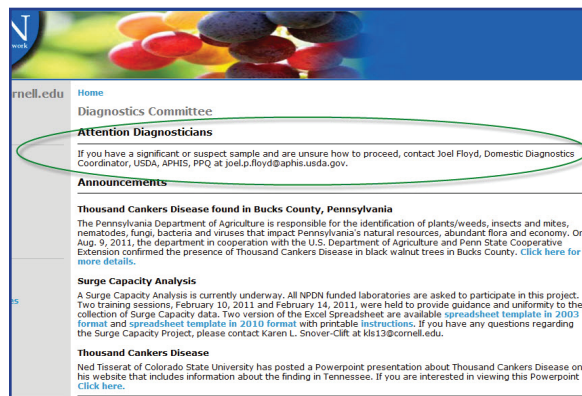 N
work
rnell.edu
Home
Diagnostics Committee
Attention Diagnosticians
If you have a significant or suspect sample and are unsure how to proceed, contact Joel Floyd, Domestic Diagnostics
Coordinator, USDA, APHIS, PPQ at joel.p.floyd@aphis.usda.gov.
Announcements
Thousand Cankers Disease found in Bucks County, Pennsylvania
The Pennsylvania Department of Agriculture is responsible for the identification of plants/weeds, insects and mites,
nematodes, fungi, bacteria and viruses that impact Pennsylvania's natural resources, abundant flora and economy. On
Aug. 9, 2011, the department in cooperation with the U.S. Department of Agriculture and Penn State Cooperative
Extension confirmed the presence of Thousand Cankers Disease in black walnut trees in Bucks County. Click here for
more details.
Surge Capacity Analysis
A Surge Capacity Analysis is currently underway. All NPDN funded laboratories are asked to participate in this project.
Two training sessions, February 10, 2011 and February 14, 2011, were held to provide guidance and uniformity to the
es
collection of Surge Capacity data. Two version of the Excel Spreadsheet are available spreadsheet template in 2003
format and spreadsheet template in 2010 format with printable instructions. If you have any questions regarding
the Surge Capacity Project, please contact Karen L. Snover-Clift at kls13@cornell.edu.
Thousand Cankers Disease
Ned Tisserat of Colorado State University has posted a Powerpoint presentation about Thousand Cankers Disease on
his website that includes information about the finding in Tennessee. If you are interested in viewing this Powerpoint
Click here.